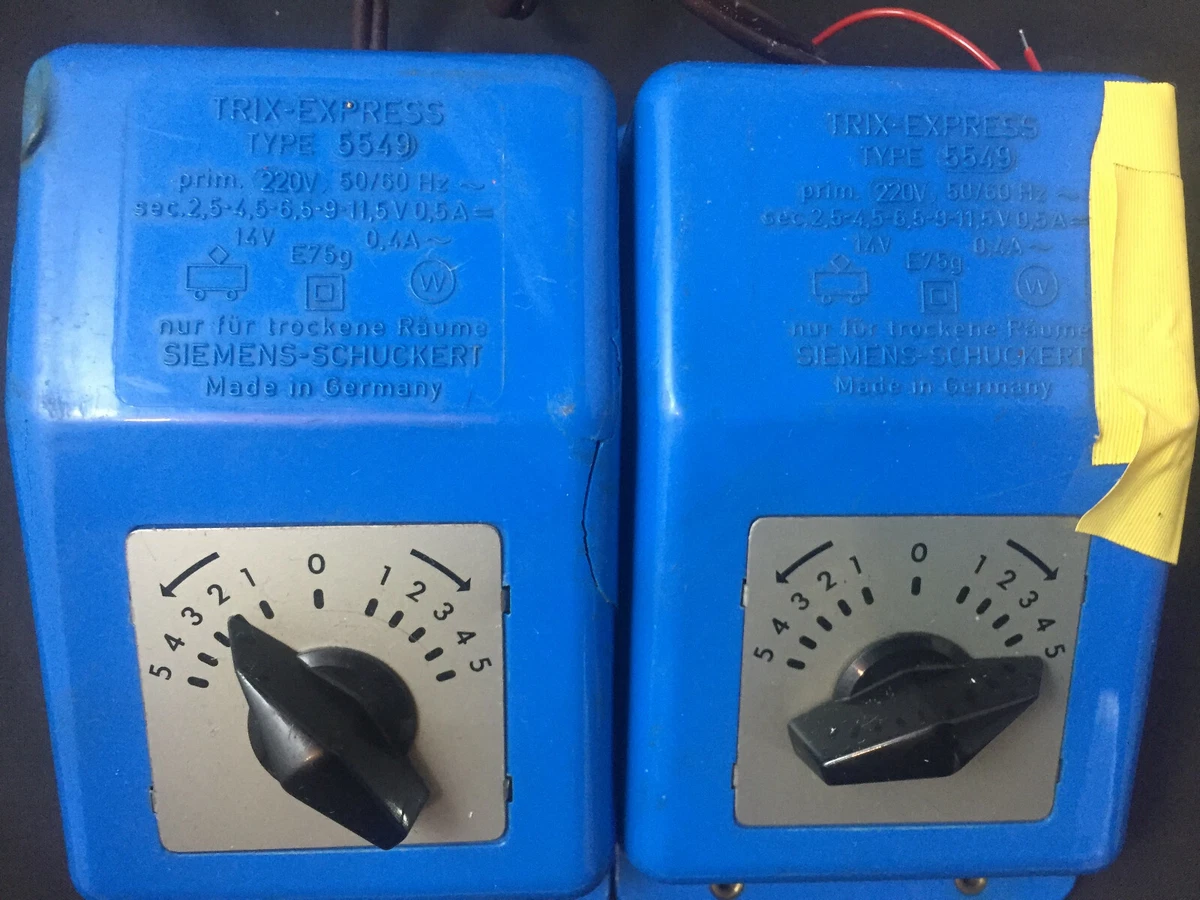 TRIX-EXPRESS
TYPE 5549
prim. 220V, 50/60 Hz ~
sec.2,5-4,5-6,5-9-11,5V 0,5A=
14V 0,4A~
E75g
W
nur für trockene Räume
SIEMENS-SCHUCKERT
Made in Germany
5 4 3 2 1 0 1 2 3 4 5
TRIX-EXPRESS
TYPE 5549
prim. 220V, 50/60 Hz ~
sec.2,5-4,5-6,5-9-11,5V 0,5A=
14V 0,4A~
E75g
W
nur für trockene Räume
SIEMENS-SCHUCKERT
Made in Germany
5 4 3 2 1 0 1 2 3 4 5